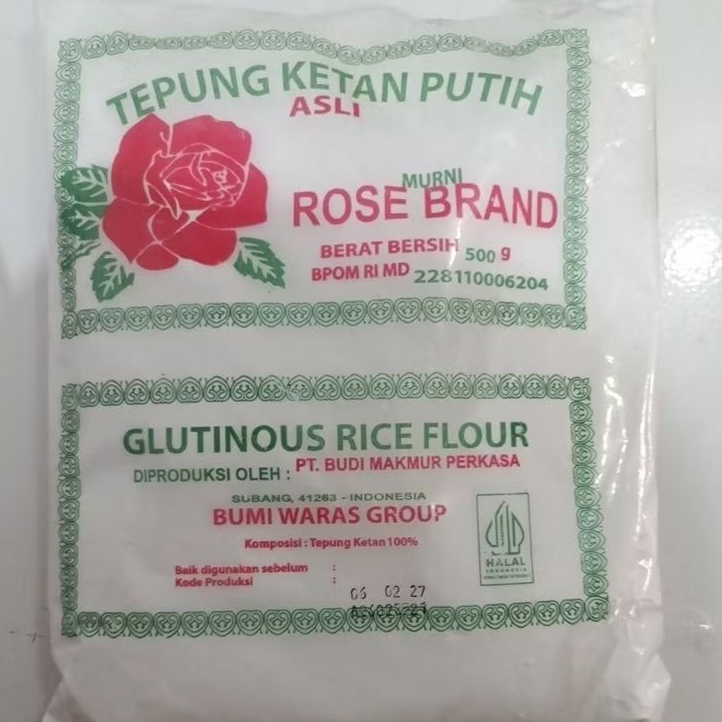 TEPUNG KETAN PUTIH
ASLI
MURNI
ROSE BRAND
BERAT BERSIH 500 g
BPOM RI MD 228110006204
GLUTINOUS RICE FLOUR
DIPRODUKSI OLEH : PT. BUDI MAKMUR PERKASA
SUBANG, 41263 - INDONESIA
BUMI WARAS GROUP
Komposisi : Tepung Ketan 100%
HALAL
INDONESIA
Baik digunakan sebelum :
Kode Produksi :
06 02 27